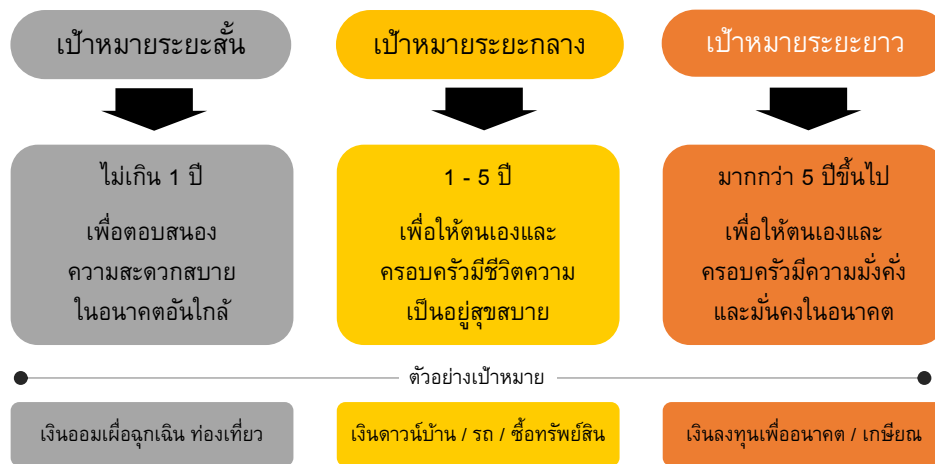 เป้าหมายระยะสั้น
เป้าหมายระยะกลาง
เป้าหมายระยะยาว
ไม่เกิน 1 ปี
เพื่อตอบสนอง
ความสะดวกสบาย
ในอนาคตอันใกล้
1 - 5 ปี
เพื่อให้ตนเองและ
ครอบครัวมีชีวิตความ
เป็นอยู่สุขสบาย
มากกว่า 5 ปีขึ้นไป
เพื่อให้ตนเองและ
ครอบครัวมีความมั่งคั่ง
และมั่นคงในอนาคต
ตัวอย่างเป้าหมาย
เงินออมเผื่อฉุกเฉิน ท่องเที่ยว
เงินดาวน์บ้าน / รถ / ซื้อทรัพย์สิน
เงินลงทุนเพื่ออนาคต / เกษียณ